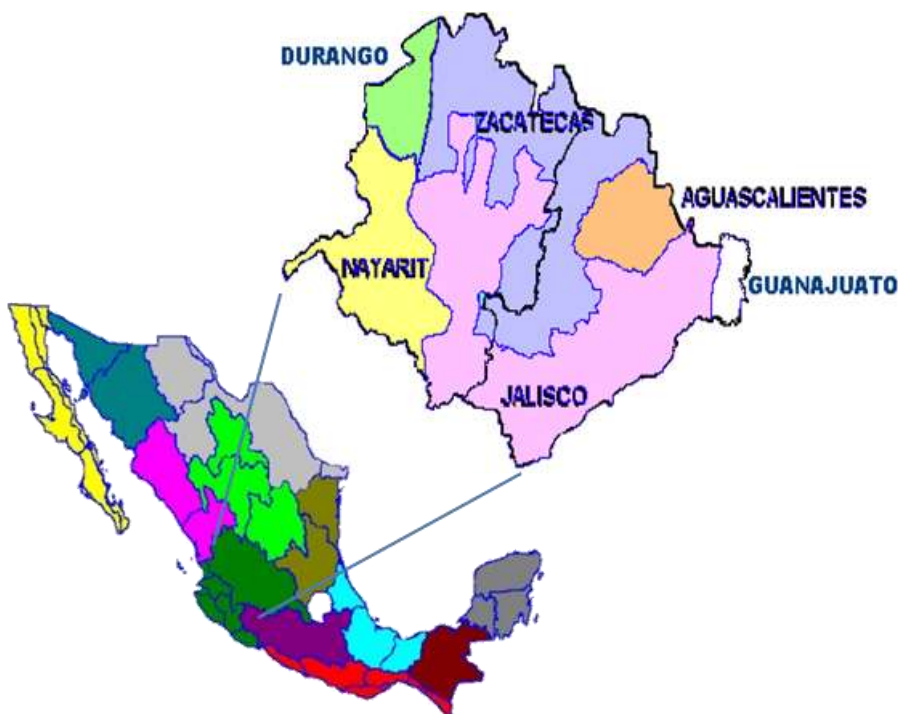 DURANGO
ZACATECAS
AGUASCALIENTES
NAYARIT
GUANAJUATO
JALISCO